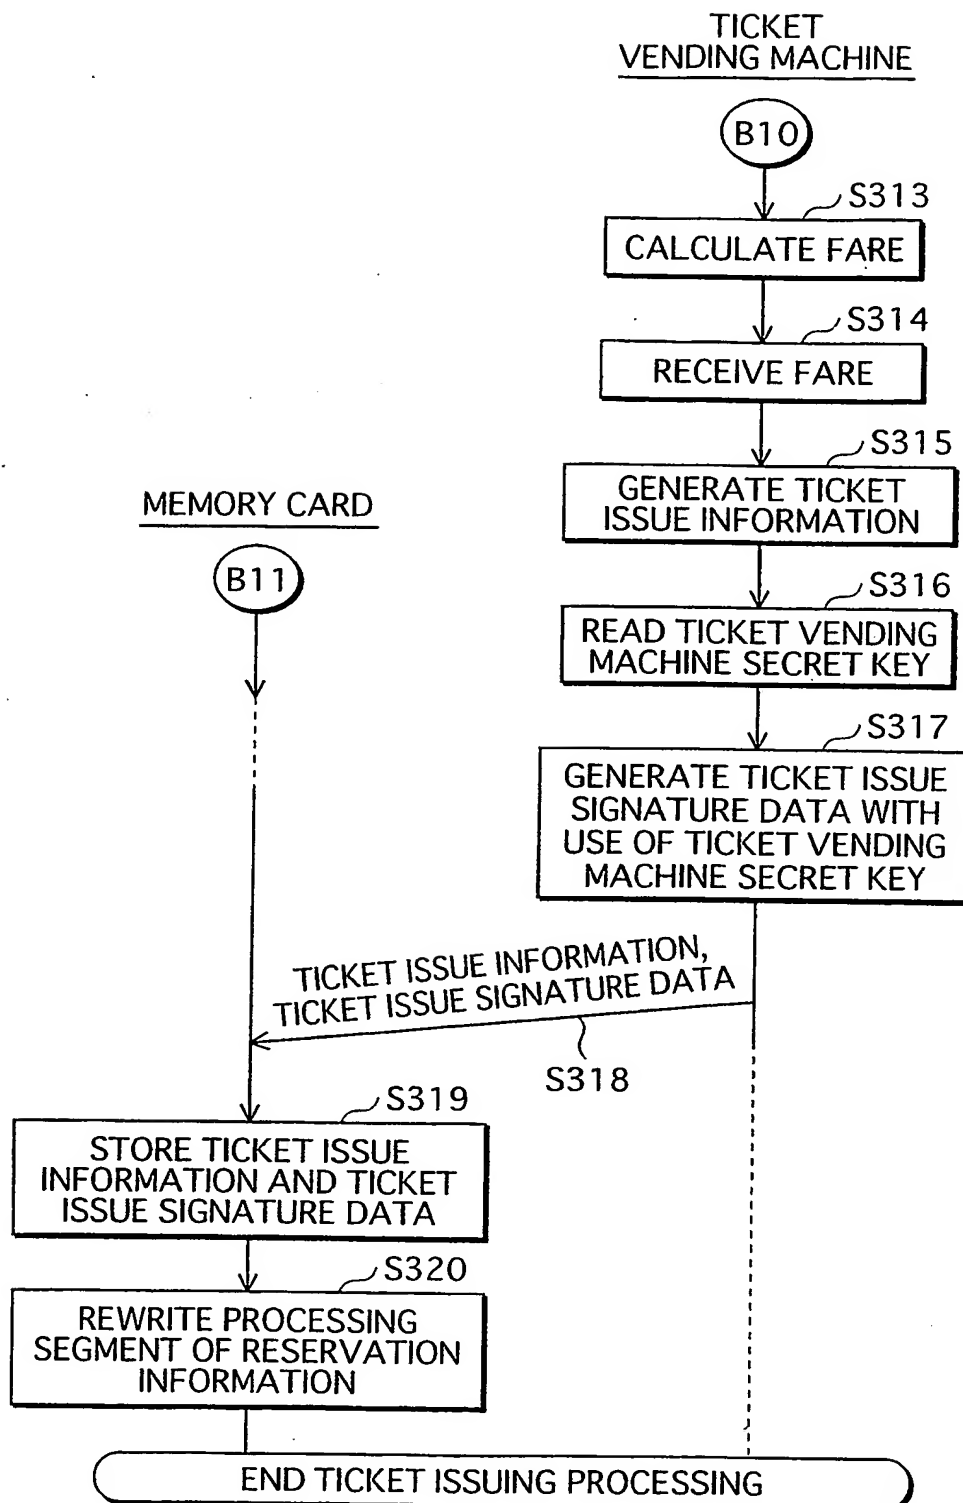 TICKET
VENDING MACHINE
B10
S313
CALCULATE FARE
S314
RECEIVE FARE
S315
GENERATE TICKET
ISSUE INFORMATION
MEMORY CARD
B11
S316
READ TICKET VENDING
MACHINE SECRET KEY
S317
GENERATE TICKET ISSUE
SIGNATURE DATA WITH
USE OF TICKET VENDING
MACHINE SECRET KEY
TICKET ISSUE INFORMATION,
TICKET ISSUE SIGNATURE DATA
S318
S319
STORE TICKET ISSUE
INFORMATION AND TICKET
ISSUE SIGNATURE DATA
S320
REWRITE PROCESSING
SEGMENT OF RESERVATION
INFORMATION
END TICKET ISSUING PROCESSING